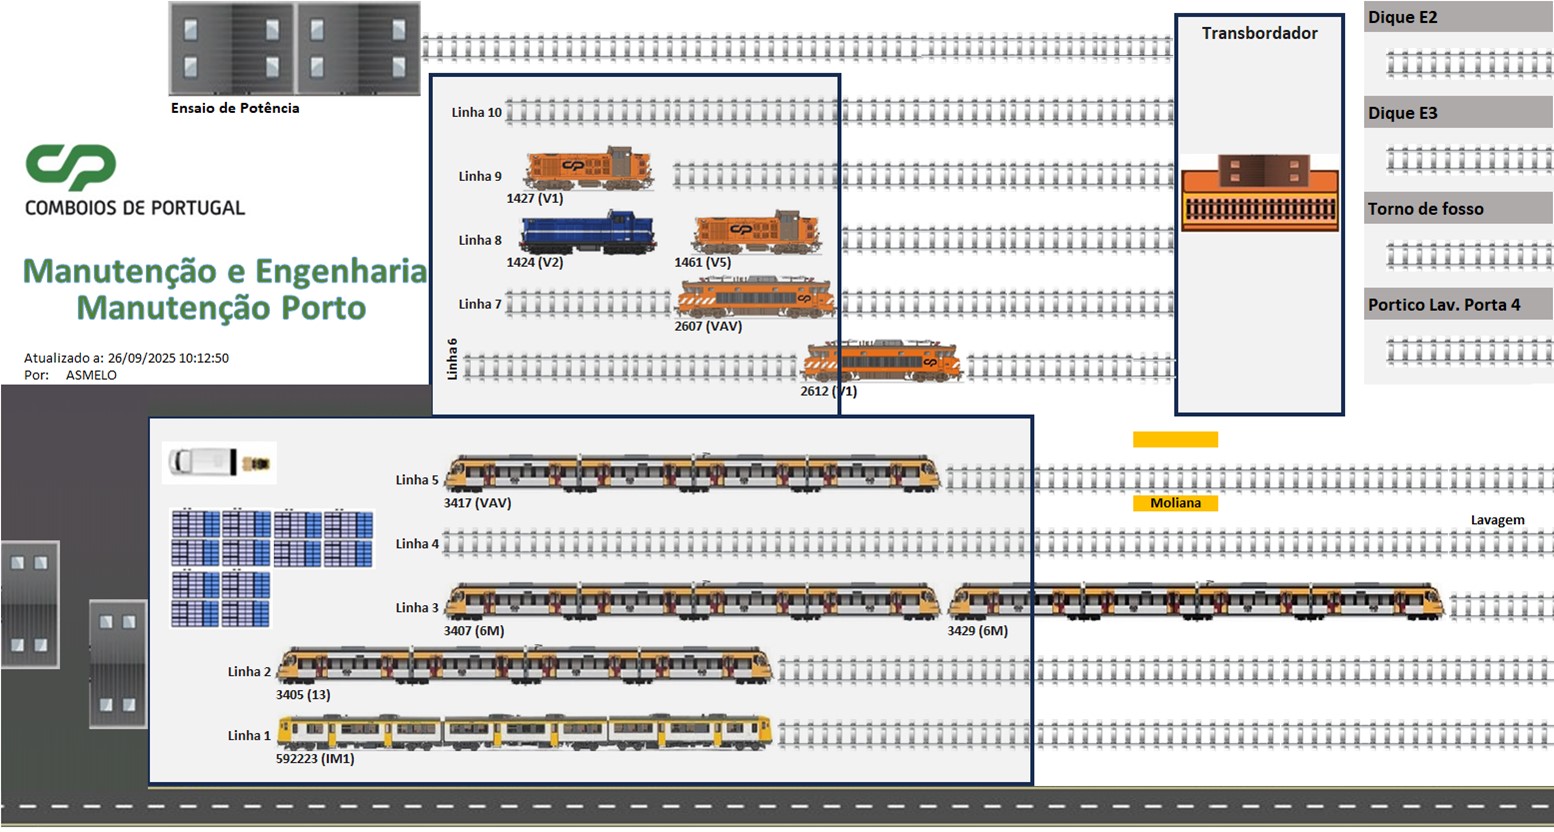 Ensaio de Potência
Transbordador
Dique E2
Dique E3
Torno de fosso
Portico Lav. Porta 4
CP
COMBOIOS DE PORTUGAL
Manutenção e Engenharia
Manutenção Porto
Atualizado a: 26/09/2025 10:12:50
Por: ASMELO
Linha 10
Linha 9
1427 (V1)
Linha 8
1424 (V2)
1461 (V5)
Linha 7
2607 (VAV)
Linha 6
2612 (V1)
Linha 5
3417 (VAV)
Moliana
Lavagem
Linha 4
Linha 3
3407 (6M)
3429 (6M)
Linha 2
3405 (13)
Linha 1
592223 (IM1)